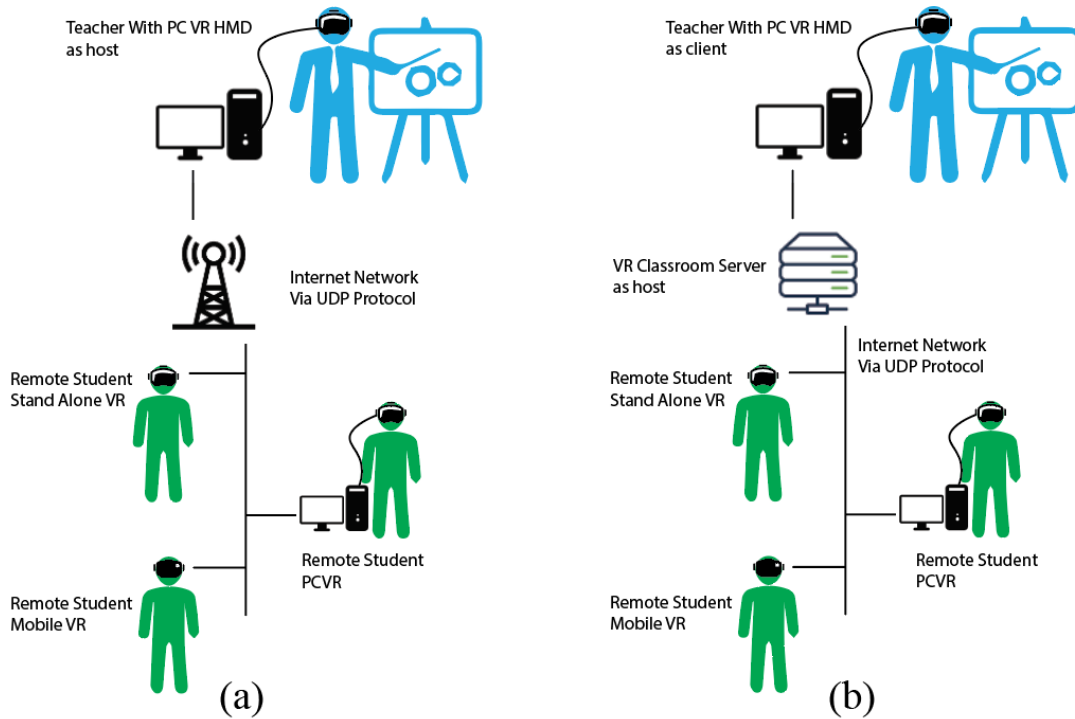 Teacher With PC VR HMD
as host
Internet Network
Via UDP Protocol
Remote Student
Stand Alone VR
Remote Student
PCVR
Remote Student
Mobile VR
(a)
Teacher With PC VR HMD
as client
VR Classroom Server
as host
Internet Network
Via UDP Protocol
Remote Student
Stand Alone VR
Remote Student
PCVR
Remote Student
Mobile VR
(b)